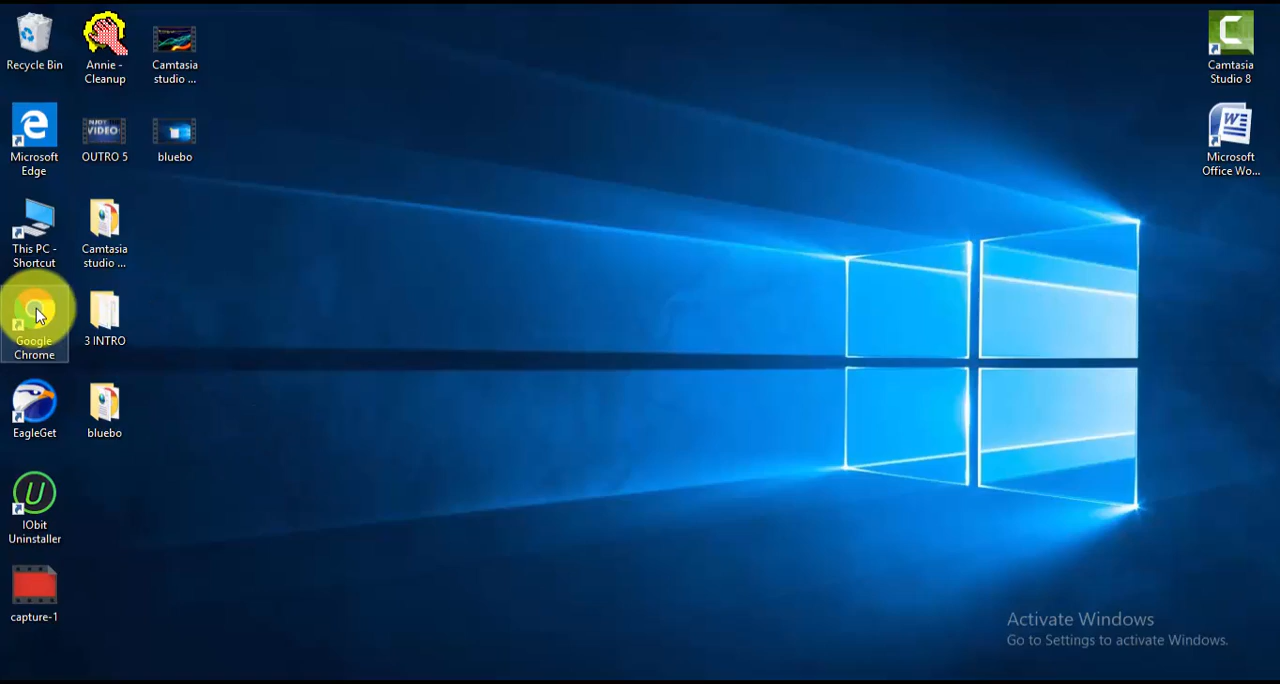 Recycle Bin
Annie -
Cleanup
Camtasia
studio ...
Camtasia
Studio 8
Microsoft
Edge
VIDEO
OUTRO 5
bluebo
Microsoft
Office Wo...
This PC -
Shortcut
Camtasia
studio ...
Google
Chrome
3 INTRO
EagleGet
bluebo
IObit
Uninstaller
capture-1
Activate Windows
Go to Settings to activate Windows.